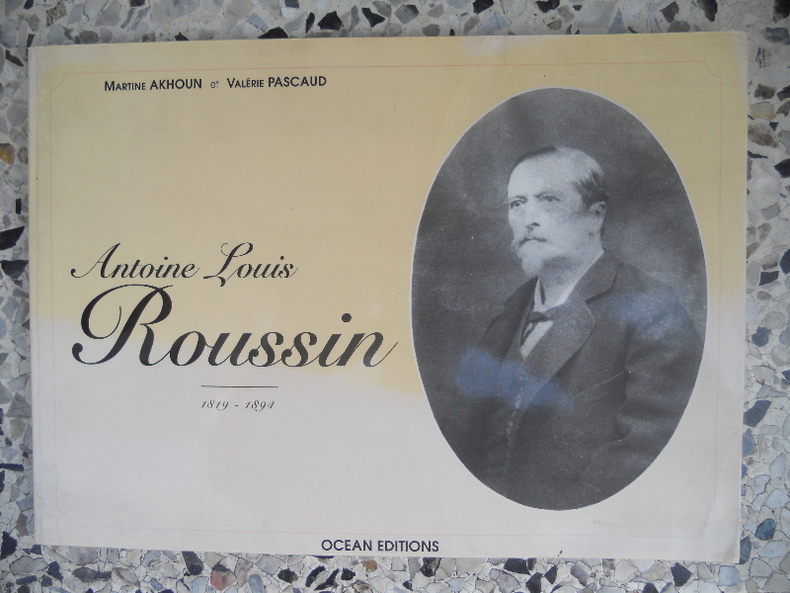 Martine AKHOUN et Valérie PASCAUD
Antoine Louis
Roussin
1819 - 1894
OCEAN EDITIONS